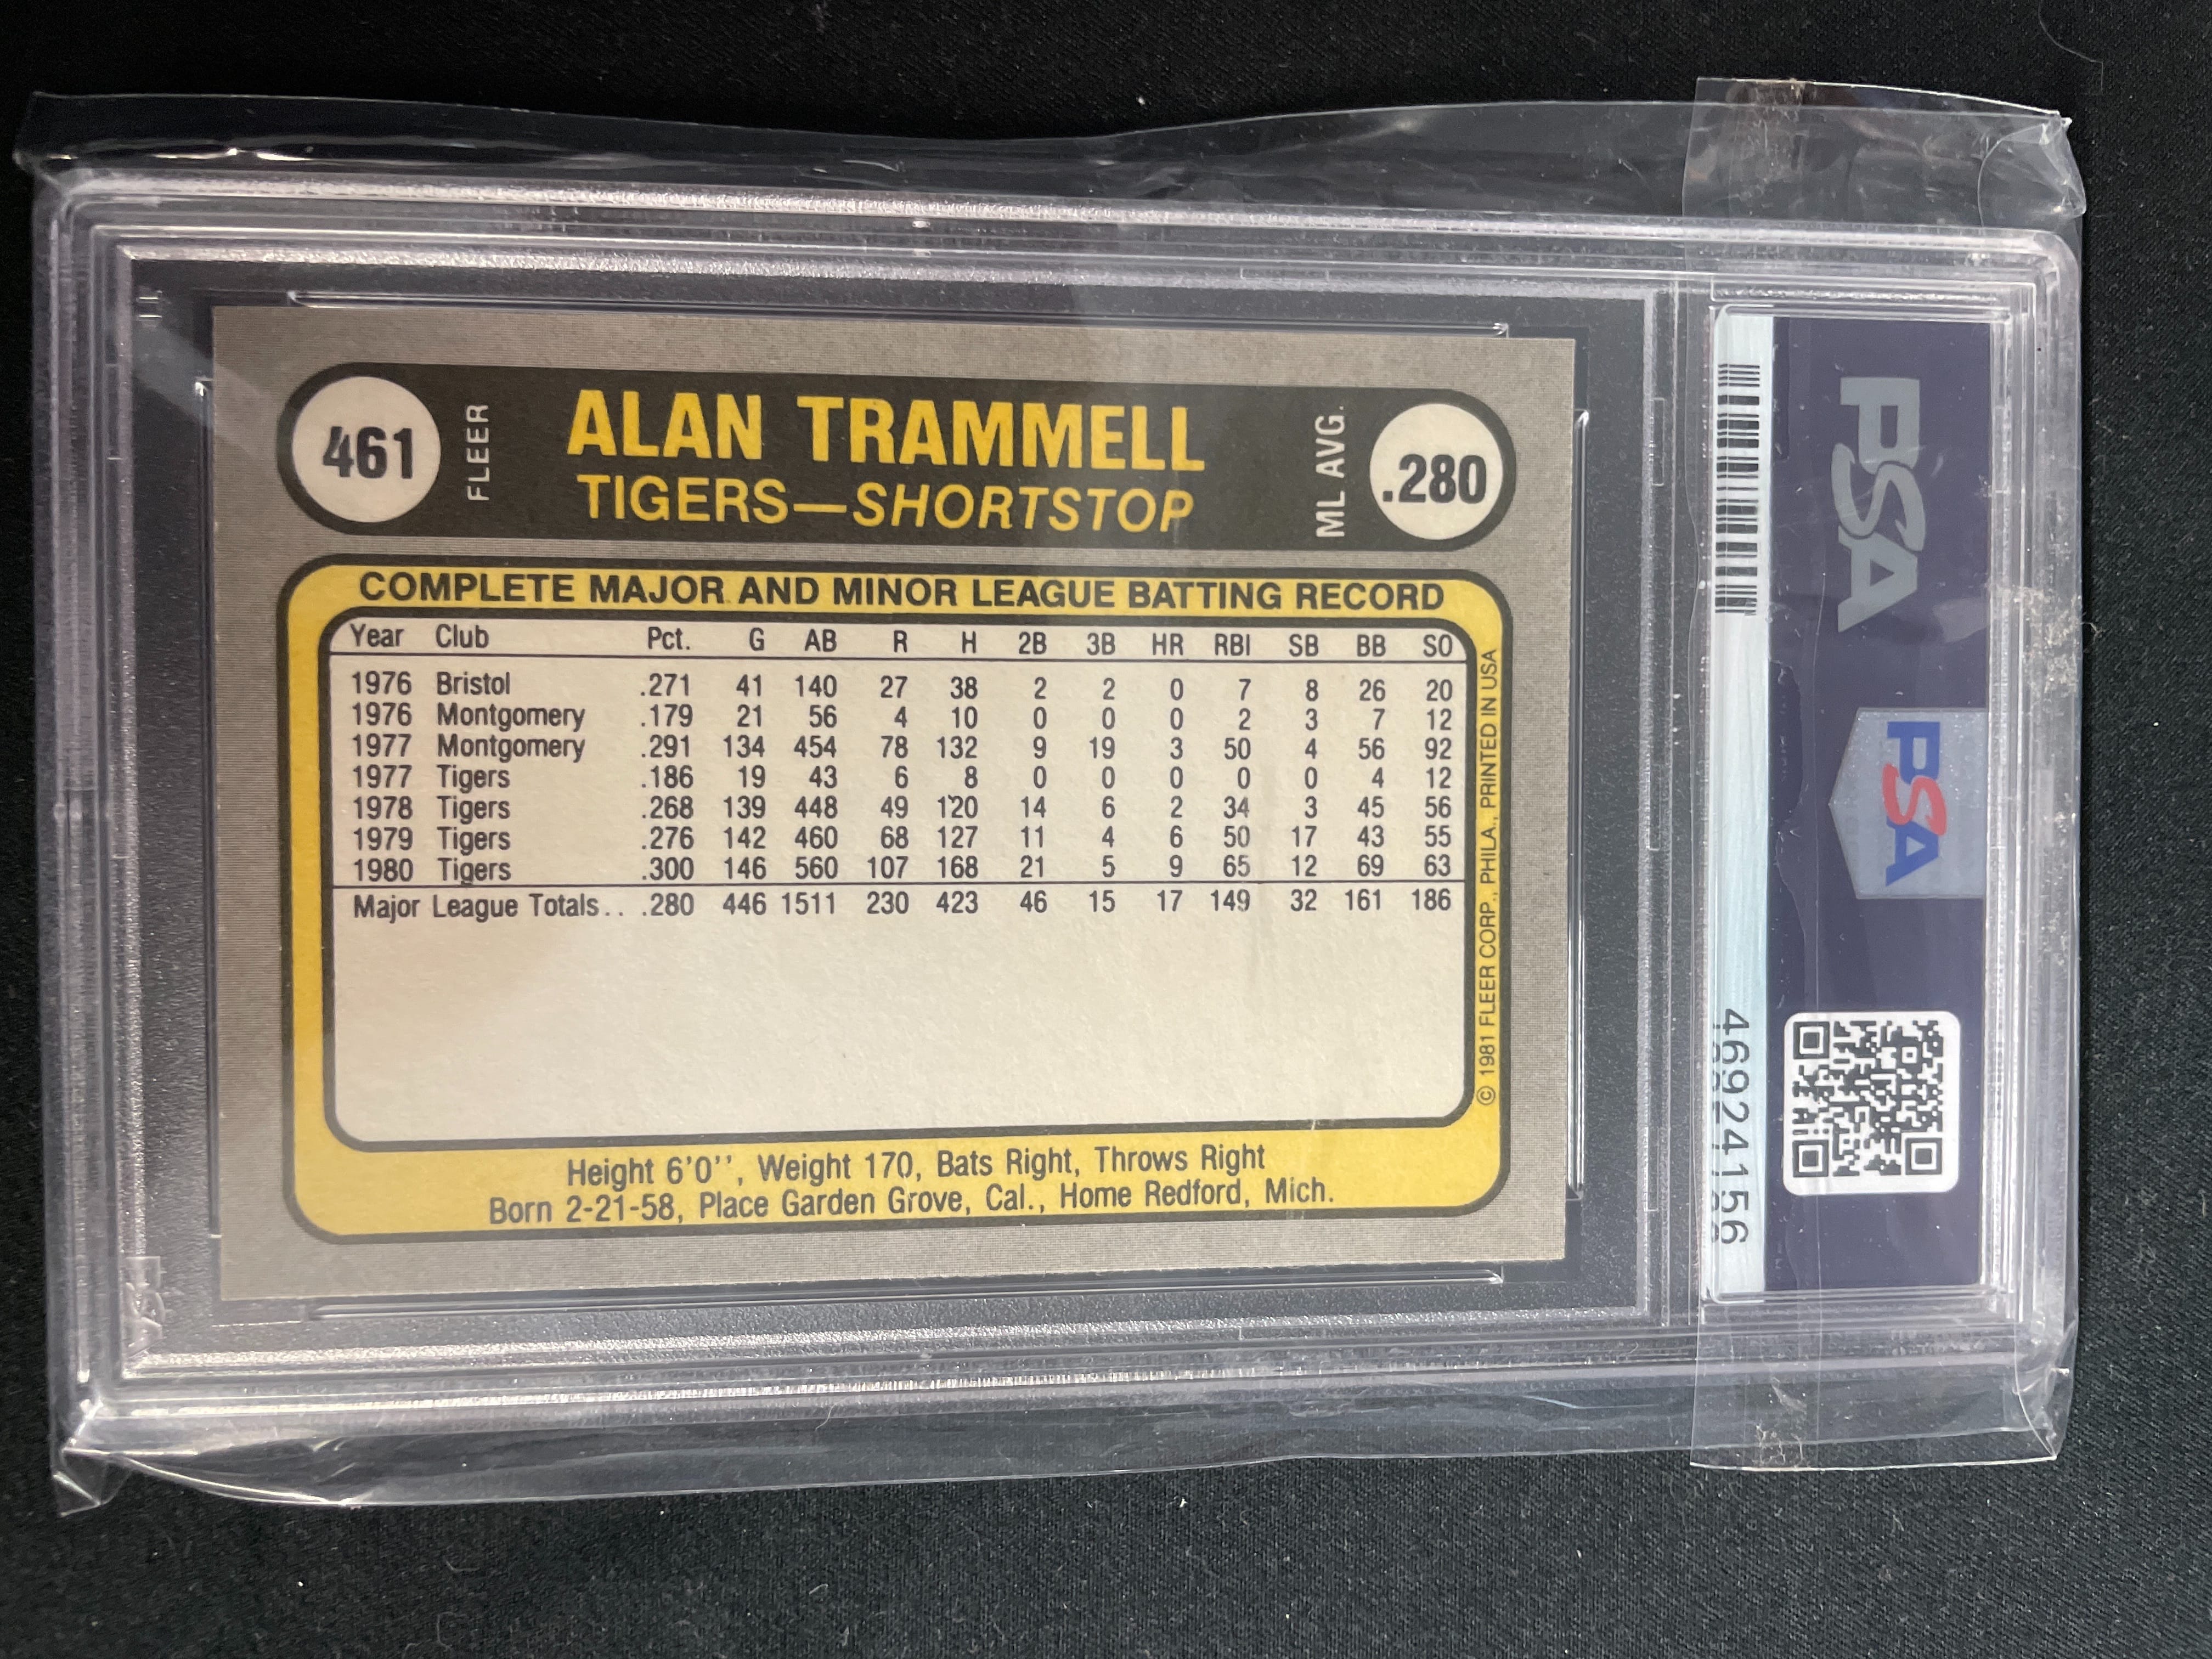 461
FLEER
ALAN TRAMMELL
TIGERS—SHORTSTOP
ML AVG.
.280
COMPLETE MAJOR AND MINOR LEAGUE BATTING RECORD
Year Club Pct. G AB R H 2B 3B HR RBI SB BB SO
1976 Bristol .271 41 140 27 38 2 2 0 7 8 26 20
1976 Montgomery .179 21 56 4 10 0 0 0 2 3 7 12
1977 Montgomery .291 134 454 78 132 9 19 3 50 4 56 92
1977 Tigers .186 19 43 6 8 0 0 0 0 0 4 12
1978 Tigers .268 139 448 49 120 14 6 2 34 3 45 56
1979 Tigers .276 142 460 68 127 11 4 6 50 17 43 55
1980 Tigers .300 146 560 107 168 21 5 9 65 12 69 63
Major League Totals.. .280 446 1511 230 423 46 15 17 149 32 161 186
© 1981 FLEER CORP., PHILA., PRINTED IN USA
Height 6'0'', Weight 170, Bats Right, Throws Right
Born 2-21-58, Place Garden Grove, Cal., Home Redford, Mich.
PSA
PSA
46924156